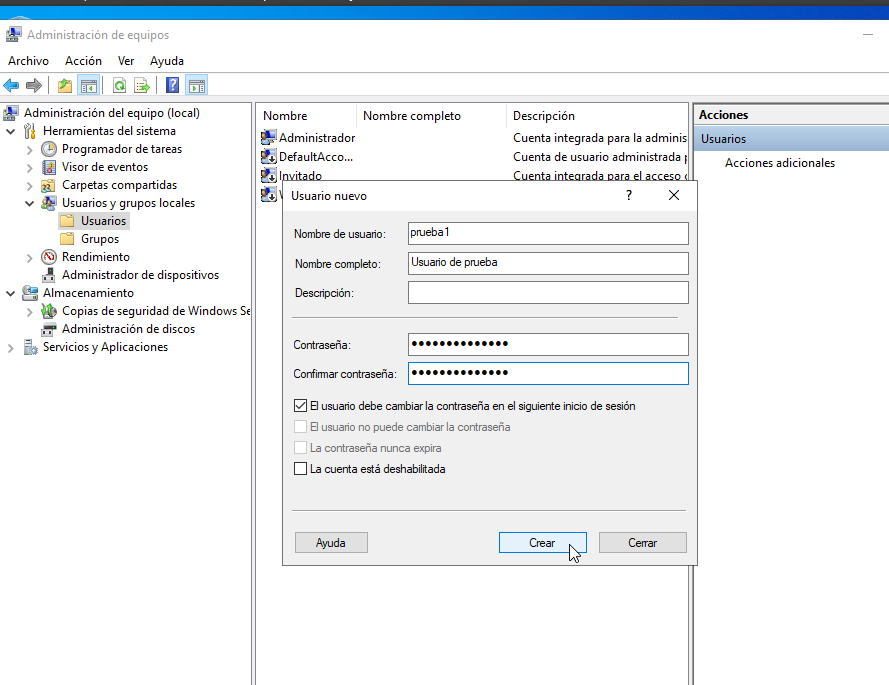 Administración de equipos
Archivo Acción Ver Ayuda
Administración del equipo (local)
Herramientas del sistema
Programador de tareas
Visor de eventos
Carpetas compartidas
Usuarios y grupos locales
Usuarios
Grupos
Rendimiento
Administrador de dispositivos
Almacenamiento
Copias de seguridad de Windows Se
Administración de discos
Servicios y Aplicaciones
Nombre Nombre completo Descripción
Administrador Cuenta integrada para la adminis
DefaultAcco... Cuenta de usuario administrada p
Invitado Cuenta integrada para el acceso
Acciones
Usuarios
Acciones adicionales
Usuario nuevo
Nombre de usuario: prueba1
Nombre completo: Usuario de prueba
Descripción:
Contraseña: ●●●●●●●●●●●●●●
Confirmar contraseña: ●●●●●●●●●●●●●●
El usuario debe cambiar la contraseña en el siguiente inicio de sesión
El usuario no puede cambiar la contraseña
La contraseña nunca expira
La cuenta está deshabilitada
Ayuda Crear Cerrar